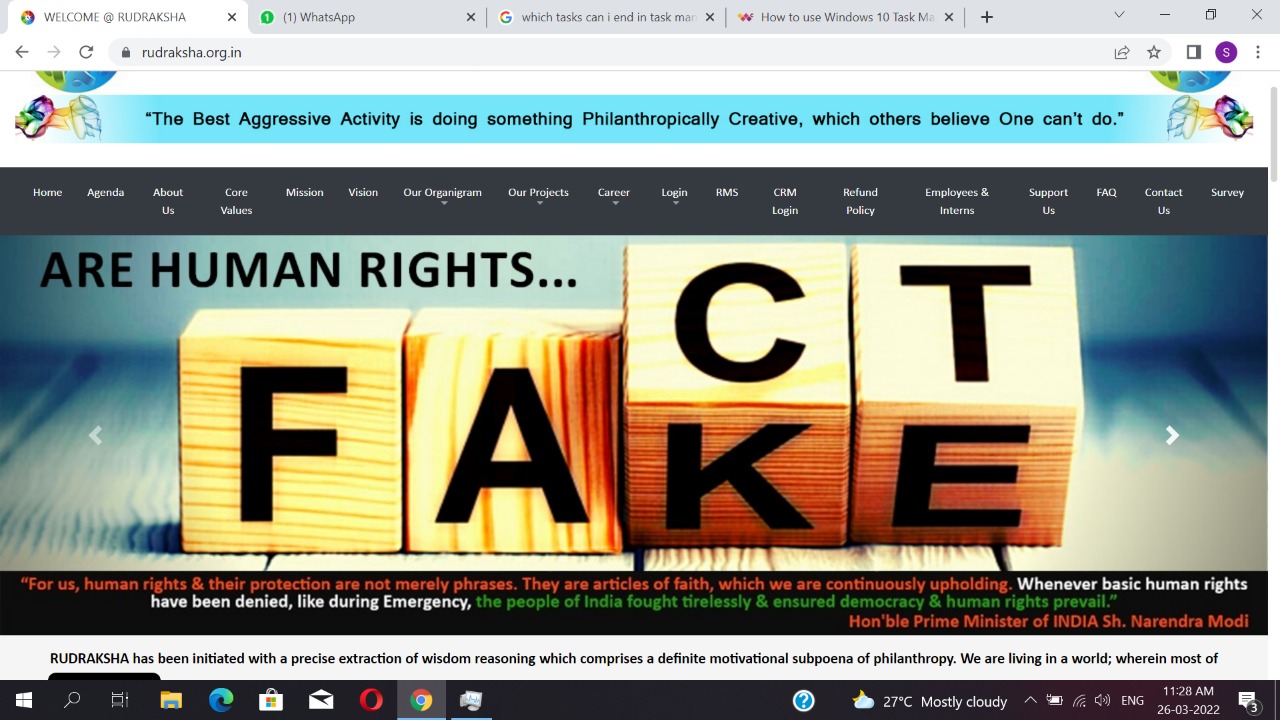 WELCOME @ RUDRAKSHA
(1) WhatsApp
which tasks can i end in task man
How to use Windows 10 Task Ma
rudraksha.org.in
S
“The Best Aggressive Activity is doing something Philanthropically Creative, which others believe One can’t do.”
Home Agenda About Us Core Values Mission Vision Our Organigram Our Projects Career Login RMS CRM Login Refund Policy Employees & Interns Support Us FAQ Contact Us Survey
ARE HUMAN RIGHTS...
CT
FAKE
“For us, human rights & their protection are not merely phrases. They are articles of faith, which we are continuously upholding. Whenever basic human rights
have been denied, like during Emergency, the people of India fought tirelessly & ensured democracy & human rights prevail.”
Hon'ble Prime Minister of INDIA Sh. Narendra Modi
RUDRAKSHA has been initiated with a precise extraction of wisdom reasoning which comprises a definite motivational subpoena of philanthropy. We are living in a world; wherein most of
27°C Mostly cloudy
ENG
11:28 AM
26-03-2022
3